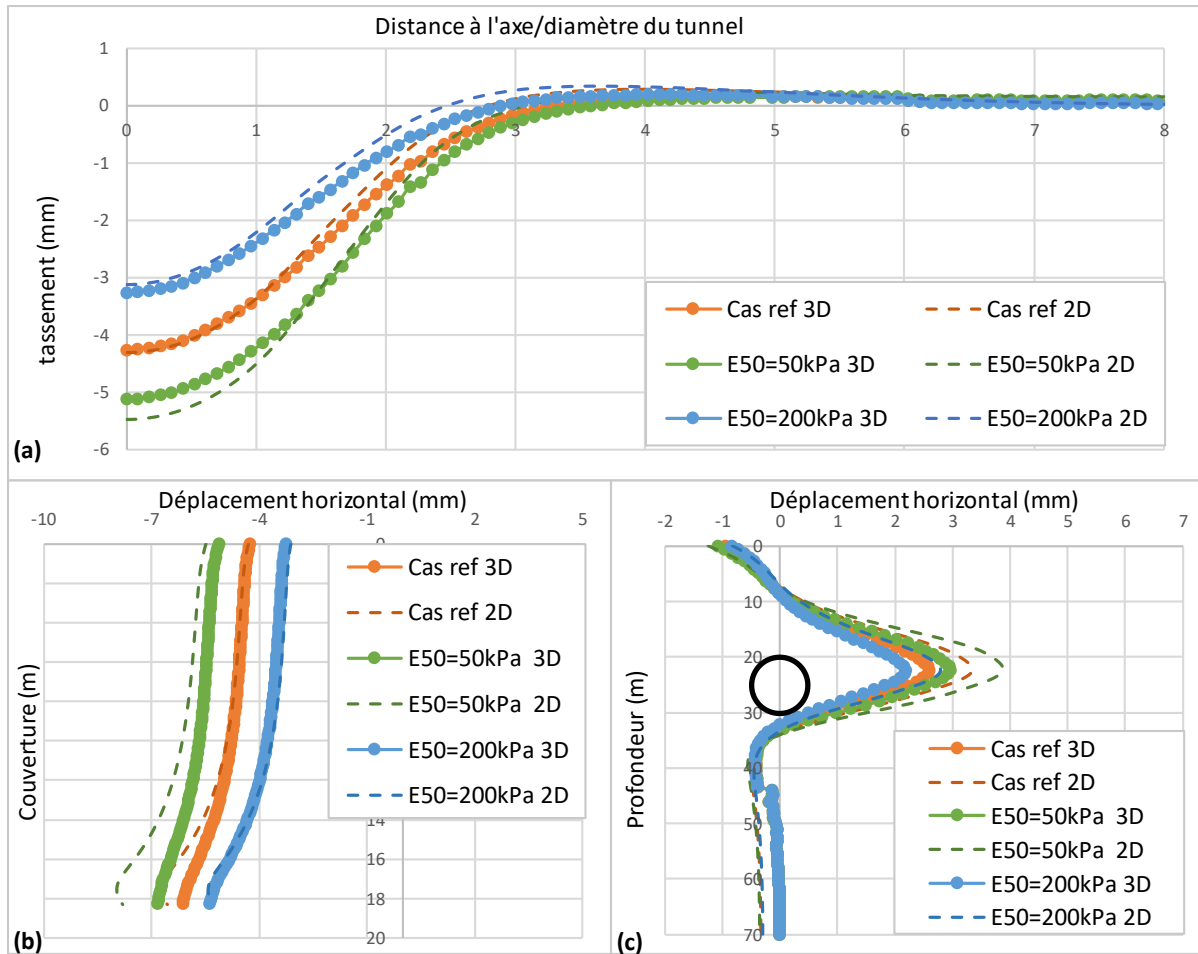 Distance à l'axe/diamètre du tunnel
1
0
-1
-2
-3
-4
-5
-6
0 1 2 3 4 5 6 7 8
tassement (mm)
Cas ref 3D
Cas ref 2D
E50=50kPa 3D
E50=50kPa 2D
E50=200kPa 3D
E50=200kPa 2D
(a)
Déplacement horizontal (mm)
-10 -7 -4 -1 2 5
0
14
16
18
20
Couverture (m)
Cas ref 3D
Cas ref 2D
E50=50kPa 3D
E50=50kPa 2D
E50=200kPa 3D
E50=200kPa 2D
(b)
Déplacement horizontal (mm)
-2 -1 0 1 2 3 4 5 6 7
0
10
20
30
40
50
60
70
Profondeur (m)
Cas ref 3D
Cas ref 2D
E50=50kPa 3D
E50=50kPa 2D
E50=200kPa 3D
E50=200kPa 2D
(c)